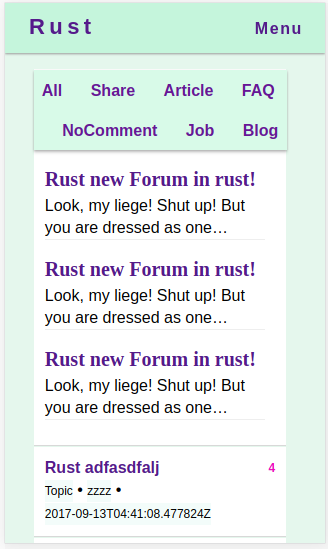 Rust Menu
All Share Article FAQ
NoComment Job Blog
Rust new Forum in rust!
Look, my liege! Shut up! But
you are dressed as one…
Rust new Forum in rust!
Look, my liege! Shut up! But
you are dressed as one…
Rust new Forum in rust!
Look, my liege! Shut up! But
you are dressed as one…
Rust adfasdfalj 4
Topic • zzzz •
2017-09-13T04:41:08.477824Z